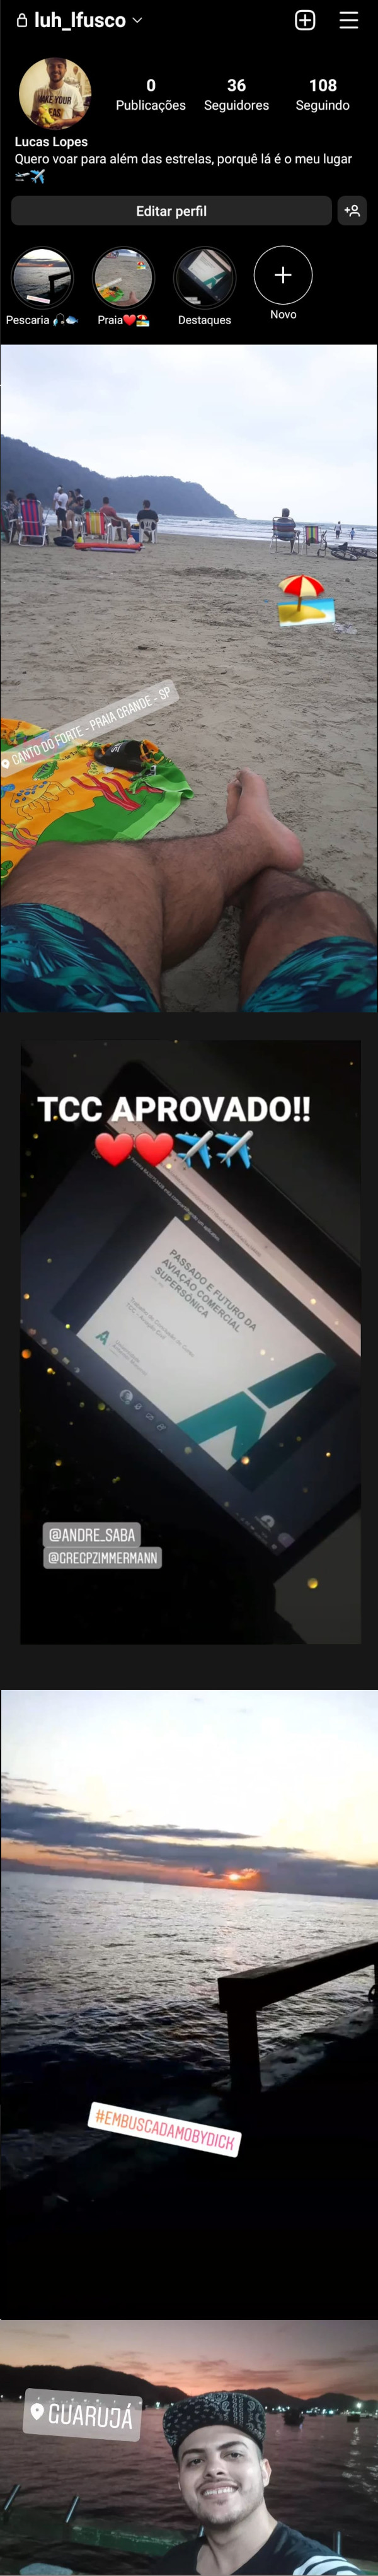 luh_lfusco
0 36 108
Publicações Seguidores Seguindo
Lucas Lopes
Quero voar para além das estrelas, porquê lá é o meu lugar
Editar perfil
Pescaria Praia Destaques Novo
CANTO DO FORTE - PRAIA GRANDE - SP
TCC APROVADO!!
PASSADO E FUTURO DA
AVIAÇÃO COMERCIAL
SUPERSÔNICA
@ANDRE_SABA
@GREGPZIMMERMANN
#EMBUSCADAMOBYDICK
GUARUJÁ